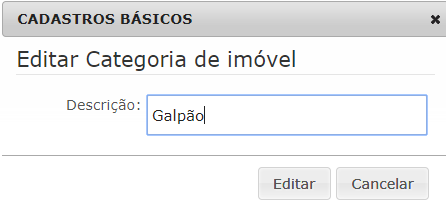 CADASTROS BÁSICOS
Editar Categoria de imóvel
Descrição: Galpão
Editar Cancelar